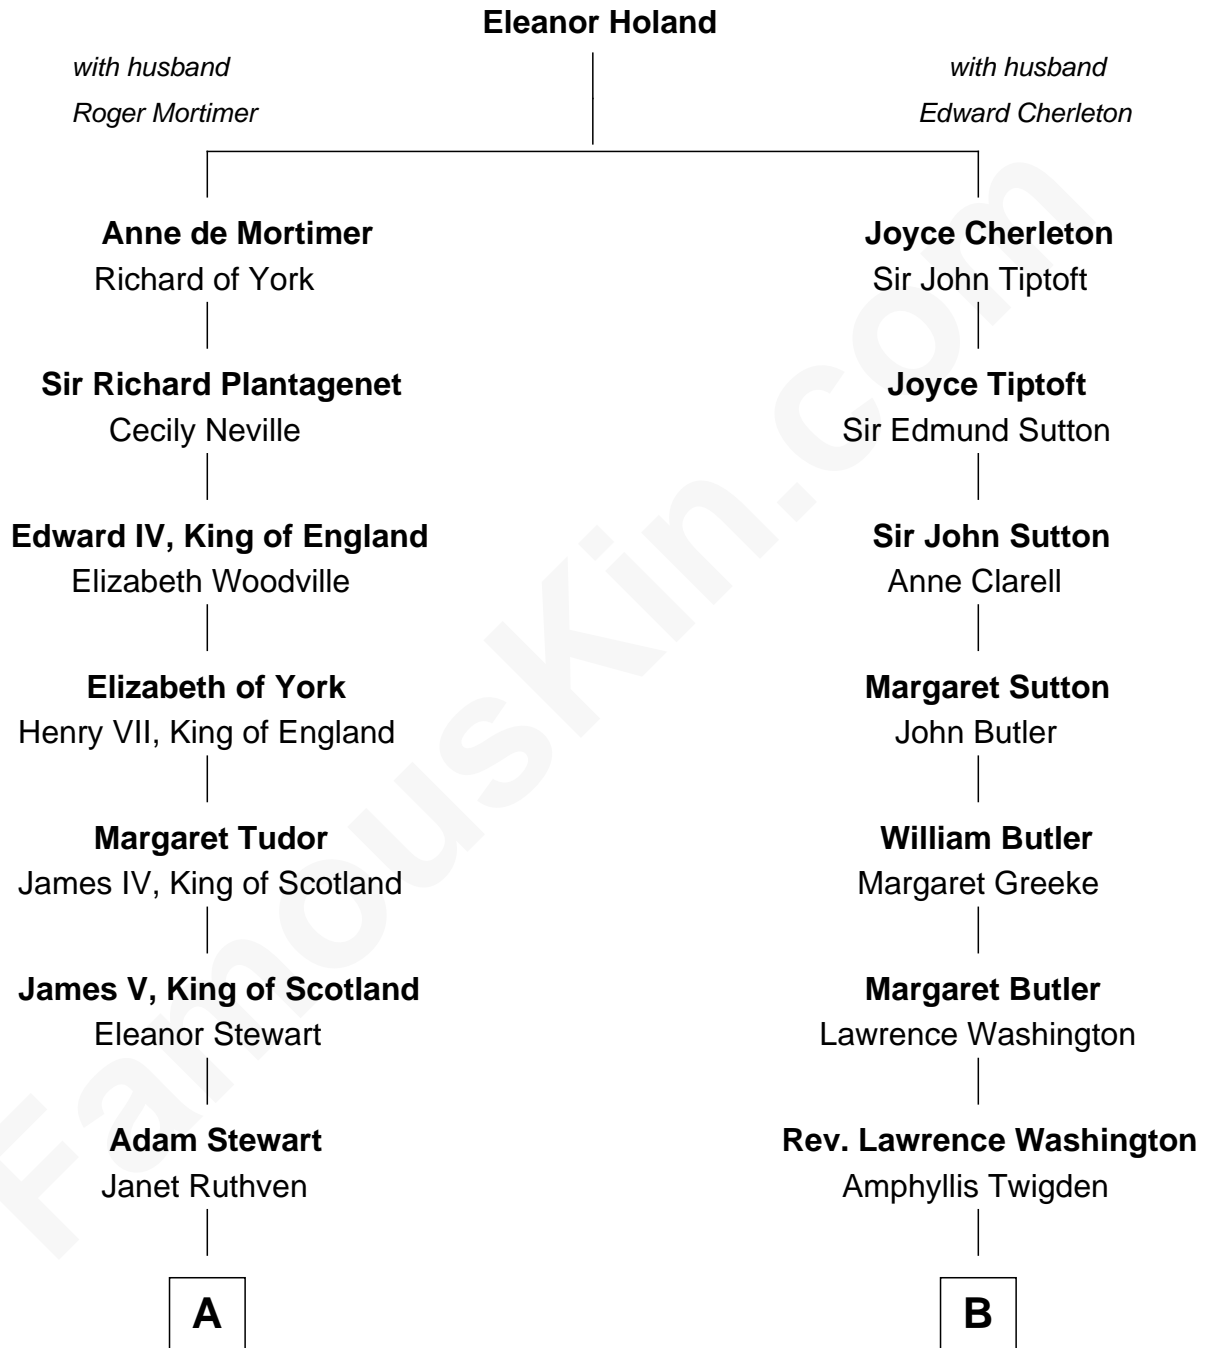 Eleanor Holand
with husband
Roger Mortimer
with husband
Edward Cherleton
Anne de Mortimer
Richard of York
Joyce Cherleton
Sir John Tiptoft
Sir Richard Plantagenet
Cecily Neville
Joyce Tiptoft
Sir Edmund Sutton
Edward IV, King of England
Elizabeth Woodville
Sir John Sutton
Anne Clarell
Elizabeth of York
Henry VII, King of England
Margaret Sutton
John Butler
Margaret Tudor
James IV, King of Scotland
William Butler
Margaret Greeke
James V, King of Scotland
Eleanor Stewart
Margaret Butler
Lawrence Washington
Adam Stewart
Janet Ruthven
Rev. Lawrence Washington
Amphyllis Twigden
A
B
FamousKin.com